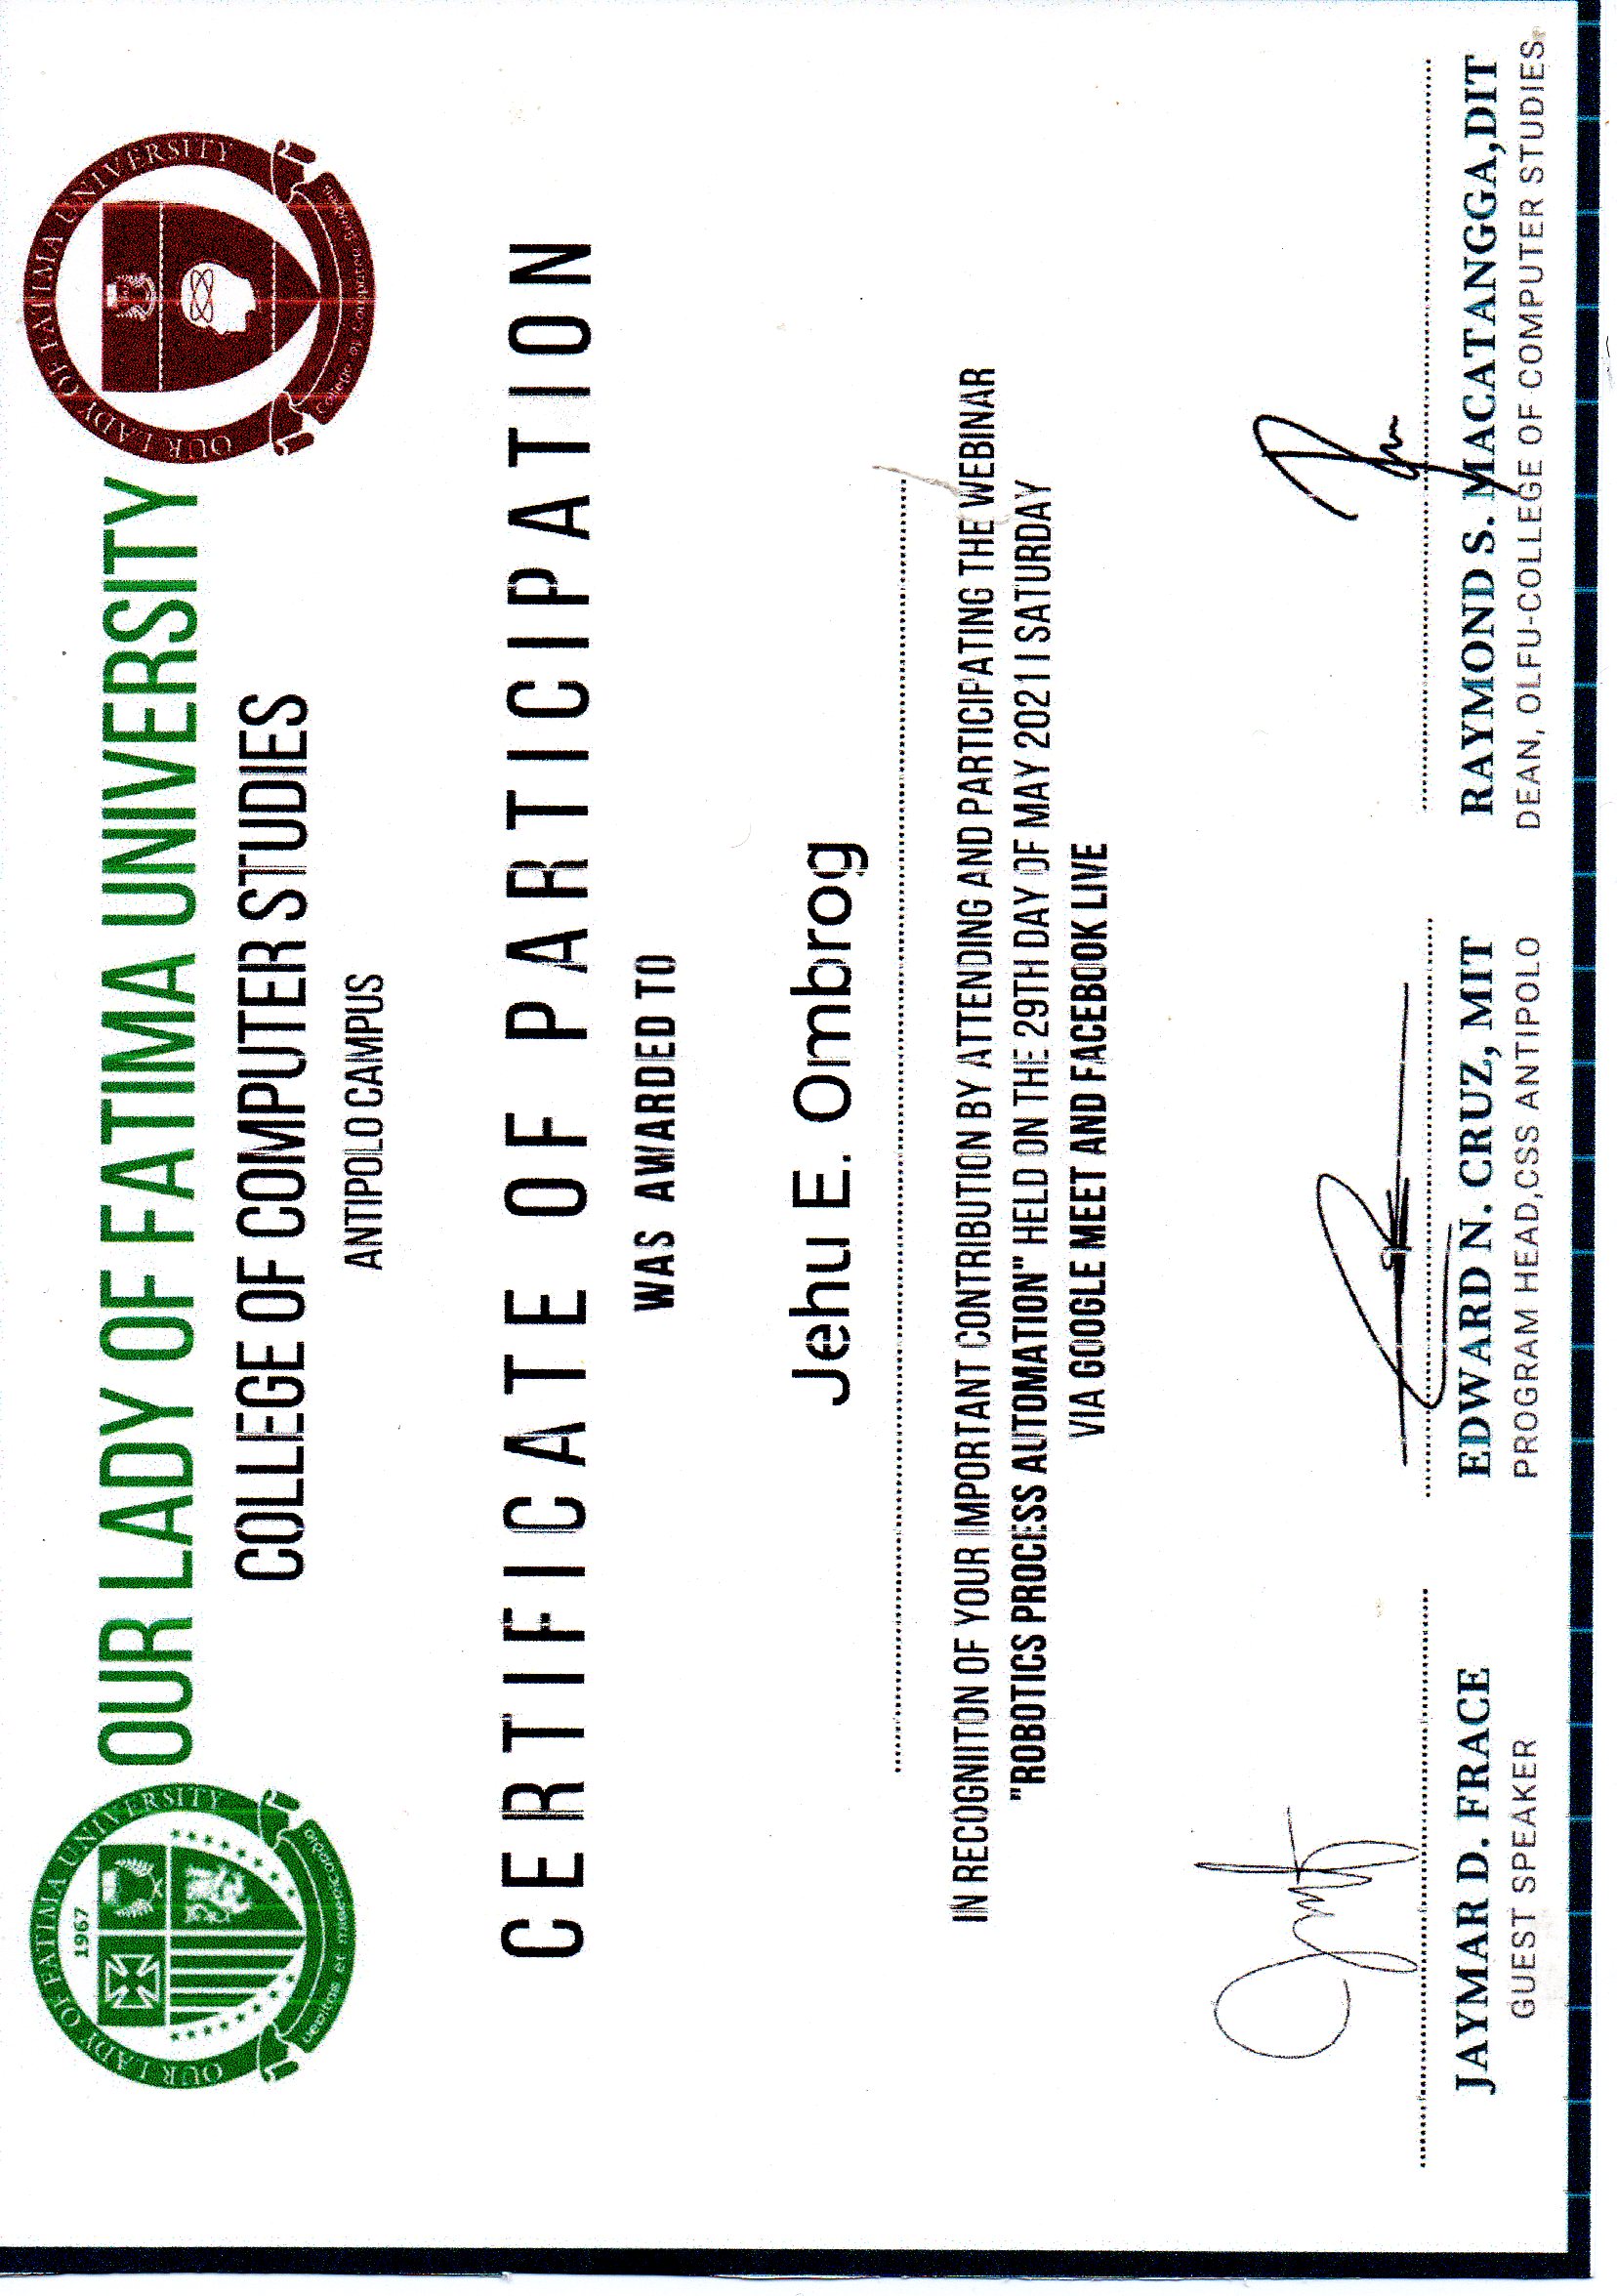 OUR LADY OF FATIMA UNIVERSITY
1967
veritas et misericordia
OUR LADY OF FATIMA UNIVERSITY
OUR LADY OF FATIMA UNIVERSITY
College of Computer Studies
COLLEGE OF COMPUTER STUDIES
ANTIPOLO CAMPUS
CERTIFICATE OF PARTICIPATION
WAS AWARDED TO
Jehu E. Ombrog
IN RECOGNIITON OF YOUR IMPORTANT CONTRIBUTION BY ATTENDING AND PARTICIPATING THE WEBINAR
"ROBOTICS PROCESS AUTOMATION" HELD ON THE 29TH DAY OF MAY 2021 I SATURDAY
VIA GOOGLE MEET AND FACEBOOK LIVE
JAYMAR D. FRACE
GUEST SPEAKER
EDWARD N. CRUZ, MIT
PROGRAM HEAD,CSS ANTIPOLO
RAYMOND S. MACATANGGA,DIT
DEAN, OLFU-COLLEGE OF COMPUTER STUDIES